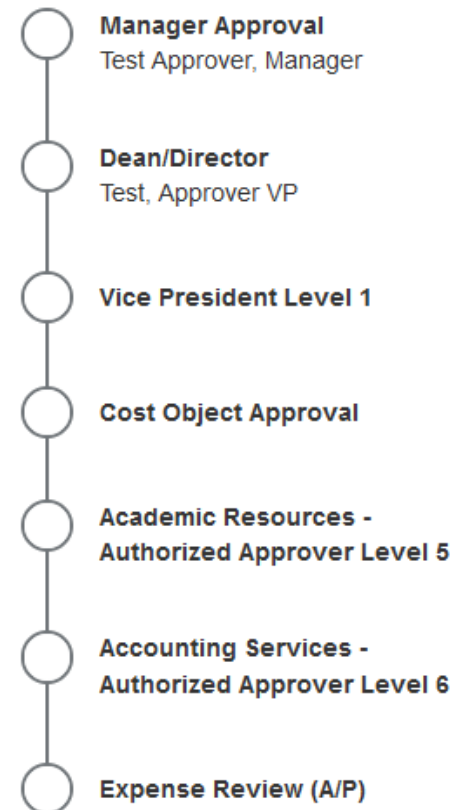 Manager Approval
Test Approver, Manager
Dean/Director
Test, Approver VP
Vice President Level 1
Cost Object Approval
Academic Resources -
Authorized Approver Level 5
Accounting Services -
Authorized Approver Level 6
Expense Review (A/P)